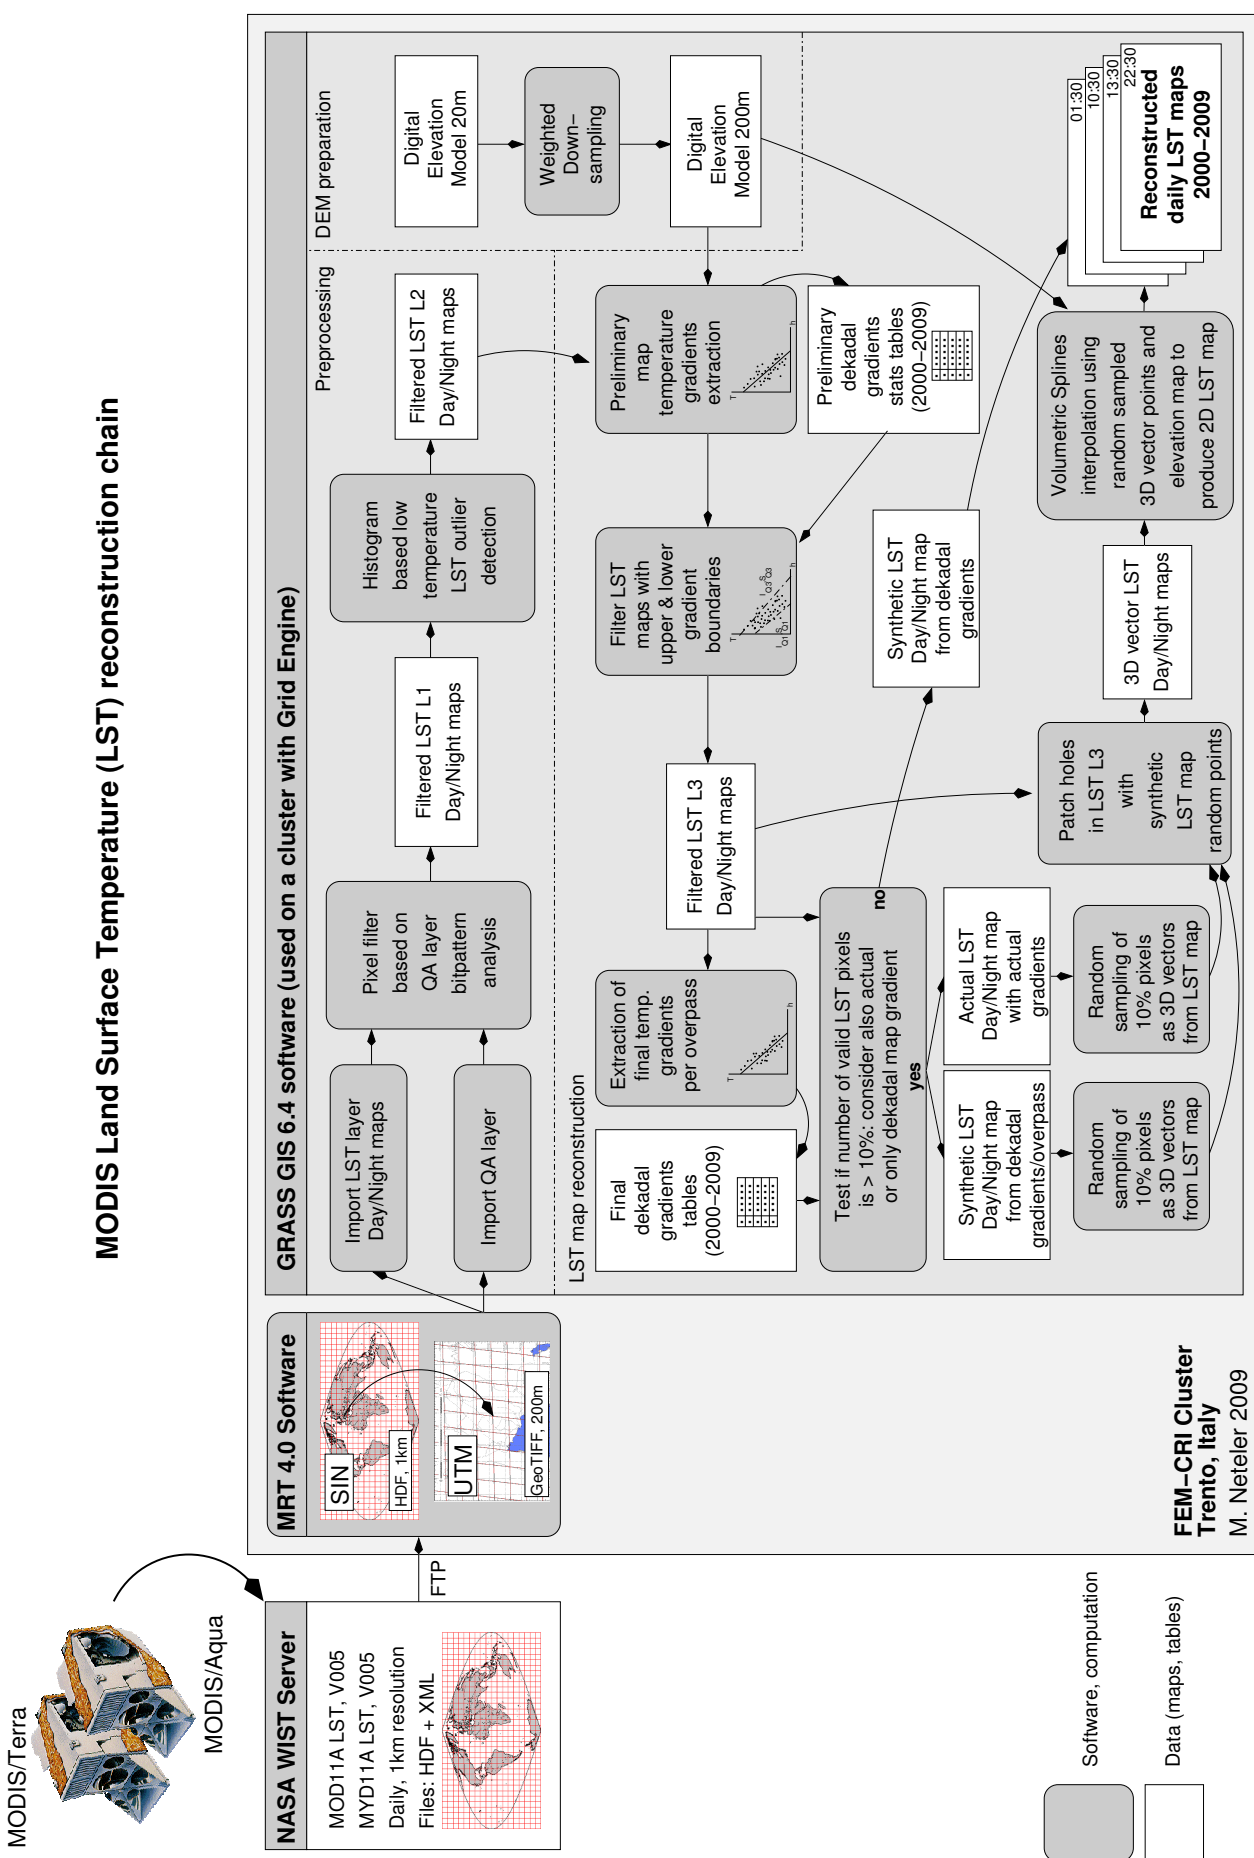 MODIS Land Surface Temperature (LST) reconstruction chain
MODIS/Terra
MODIS/Aqua
NASA WIST Server
MOD11A LST, V005
MYD11A LST, V005
Daily, 1km resolution
Files: HDF + XML
FTP
MRT 4.0 Software
SIN
HDF, 1km
UTM
GeoTIFF, 200m
GRASS GIS 6.4 software (used on a cluster with Grid Engine)
Preprocessing
Import LST layer
Day/Night maps
Import QA layer
Pixel filter
based on
QA layer
bitpattern
analysis
Filtered LST L1
Day/Night maps
Histogram
based low
temperature
LST outlier
detection
Filtered LST L2
Day/Night maps
DEM preparation
Digital
Elevation
Model 20m
Weighted
Down−
sampling
Digital
Elevation
Model 200m
LST map reconstruction
Preliminary
map
temperature
gradients
extraction
T
h
Preliminary
dekadal
gradients
stats tables
(2000−2009)
Filter LST
maps with
upper & lower
gradient
boundaries
T
h
I Q1 S Q1
I Q3 S Q3
Filtered LST L3
Day/Night maps
Extraction of
final temp.
gradients
per overpass
T
h
Final
dekadal
gradients
tables
(2000−2009)
Test if number of valid LST pixels
is > 10%: consider also actual
or only dekadal map gradient
no
yes
Synthetic LST
Day/Night map
from dekadal
gradients
Synthetic LST
Day/Night map
from dekadal
gradients/overpass
Actual LST
Day/Night map
with actual
gradients
Random
sampling of
10% pixels
as 3D vectors
from LST map
Random
sampling of
10% pixels
as 3D vectors
from LST map
Patch holes
in LST L3
with
synthetic
LST map
random points
3D vector LST
Day/Night maps
Volumetric Splines
interpolation using
random sampled
3D vector points and
elevation map to
produce 2D LST map
01:30
10:30
13:30
22:30
Reconstructed
daily LST maps
2000−2009
FEM−CRI Cluster
Trento, Italy
M. Neteler 2009
Software, computation
Data (maps, tables)